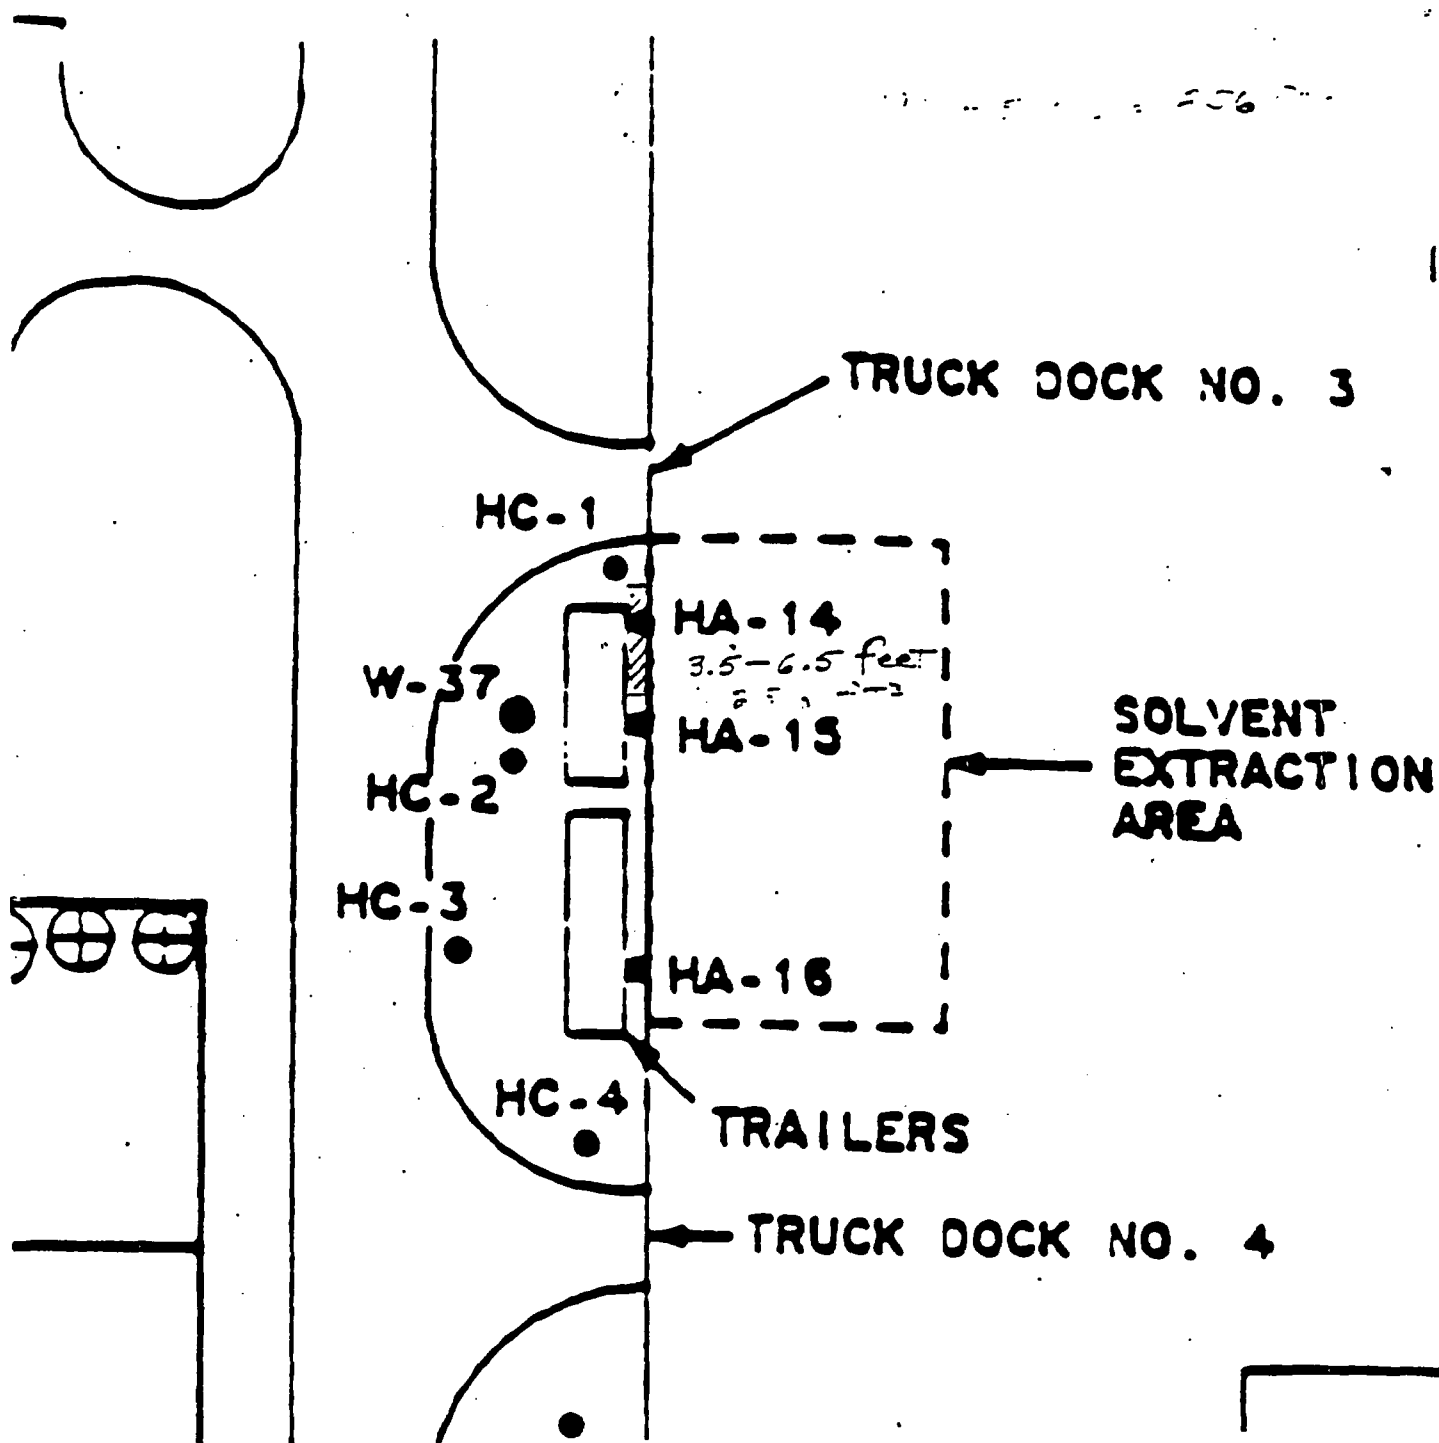 TRUCK DOCK NO. 3
HC-1
HA-14
3.5-6.5 feet
W-37
HA-15
SOLVENT
EXTRACTION
AREA
HC-2
HC-3
HA-16
HC-4
TRAILERS
TRUCK DOCK NO. 4